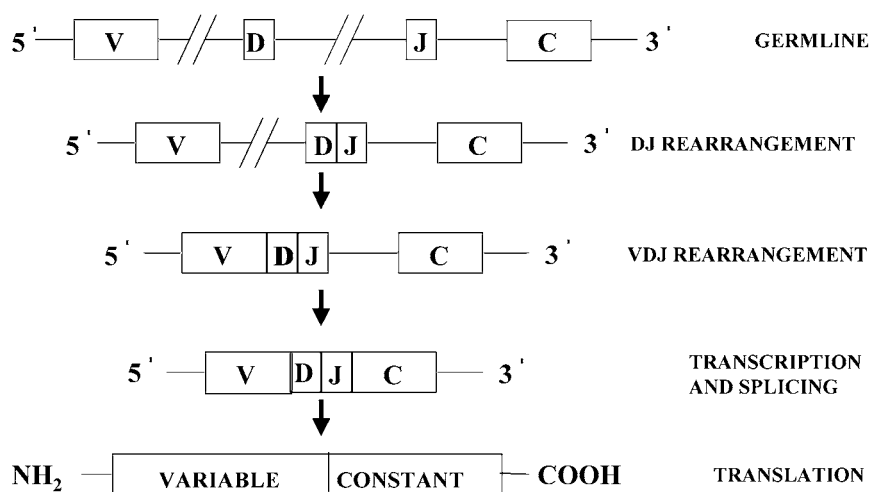 5' V D J C 3' GERMLINE
5' V D J C 3' DJ REARRANGEMENT
5' V D J C 3' VDJ REARRANGEMENT
5' V D J C 3' TRANSCRIPTION
AND SPLICING
NH₂ VARIABLE CONSTANT COOH TRANSLATION